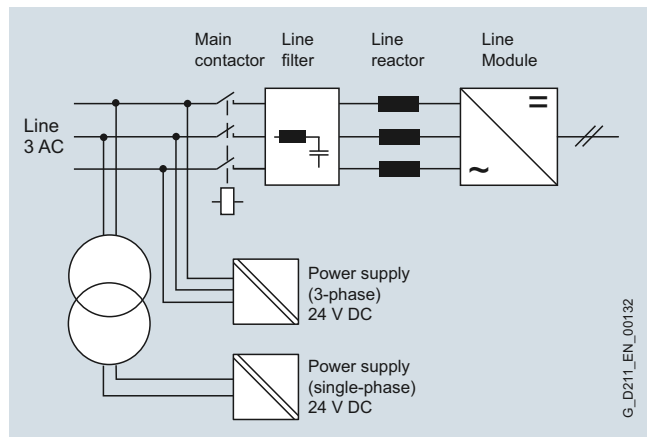 Main
contactor
Line
filter
Line
reactor
Line
Module
Line
3 AC
=
~
Power supply
(3-phase)
24 V DC
Power supply
(single-phase)
24 V DC
G_D211_EN_00132